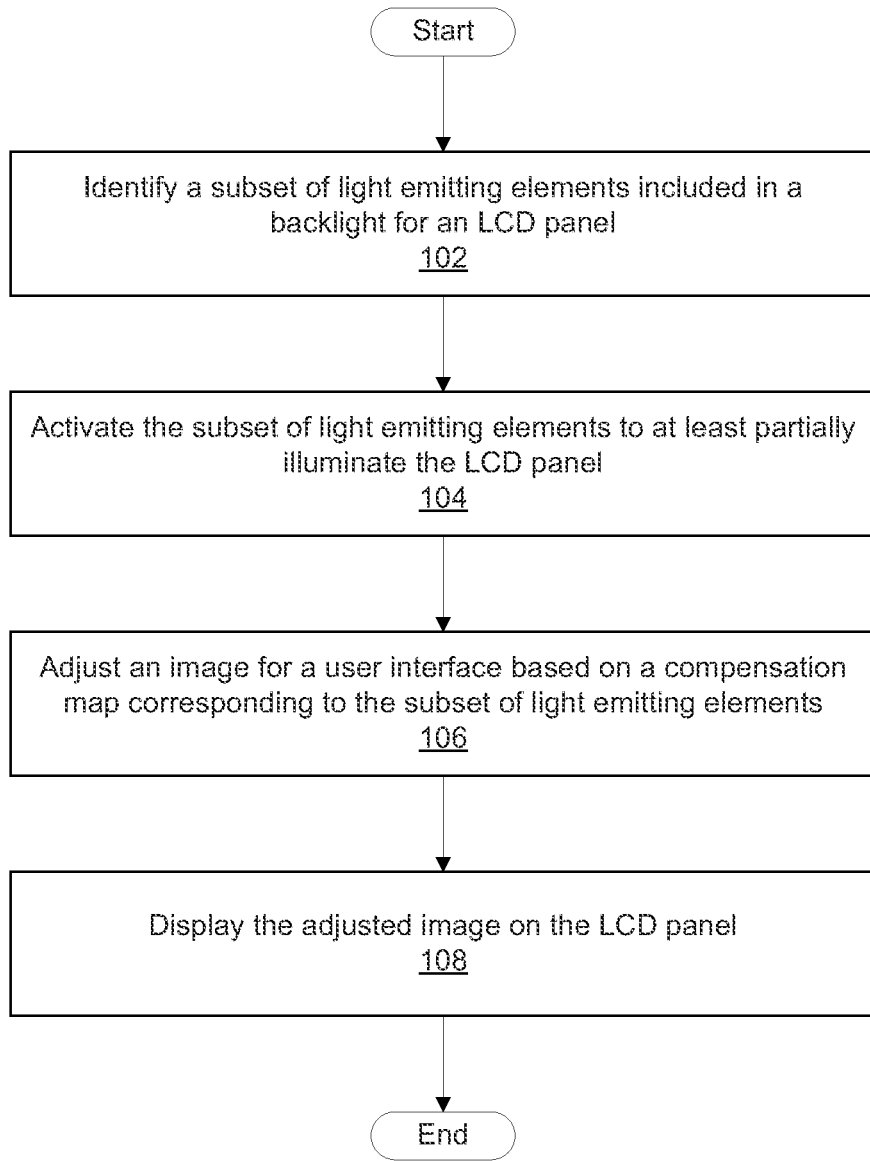 Start
Identify a subset of light emitting elements included in a
backlight for an LCD panel
102
Activate the subset of light emitting elements to at least partially
illuminate the LCD panel
104
Adjust an image for a user interface based on a compensation
map corresponding to the subset of light emitting elements
106
Display the adjusted image on the LCD panel
108
End